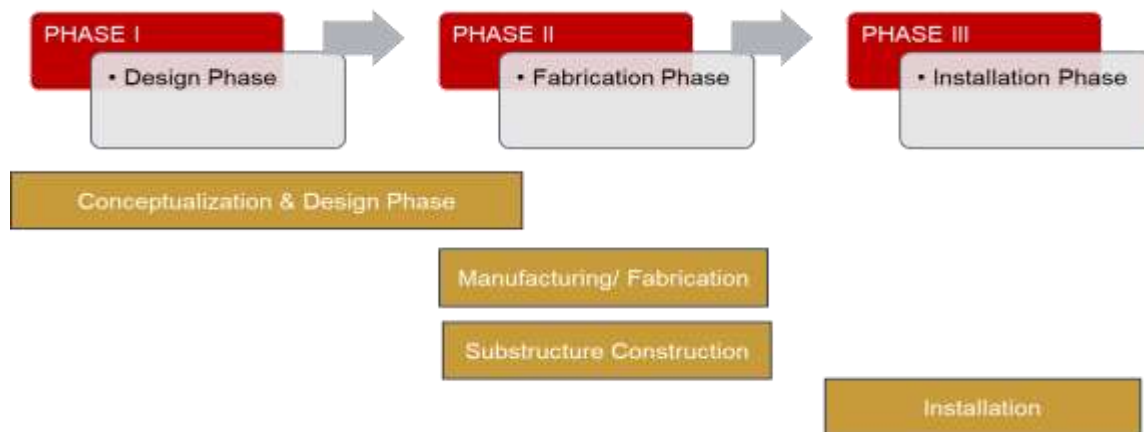 PHASE I
• Design Phase
PHASE II
• Fabrication Phase
PHASE III
• Installation Phase
Conceptualization & Design Phase
Manufacturing/ Fabrication
Substructure Construction
Installation